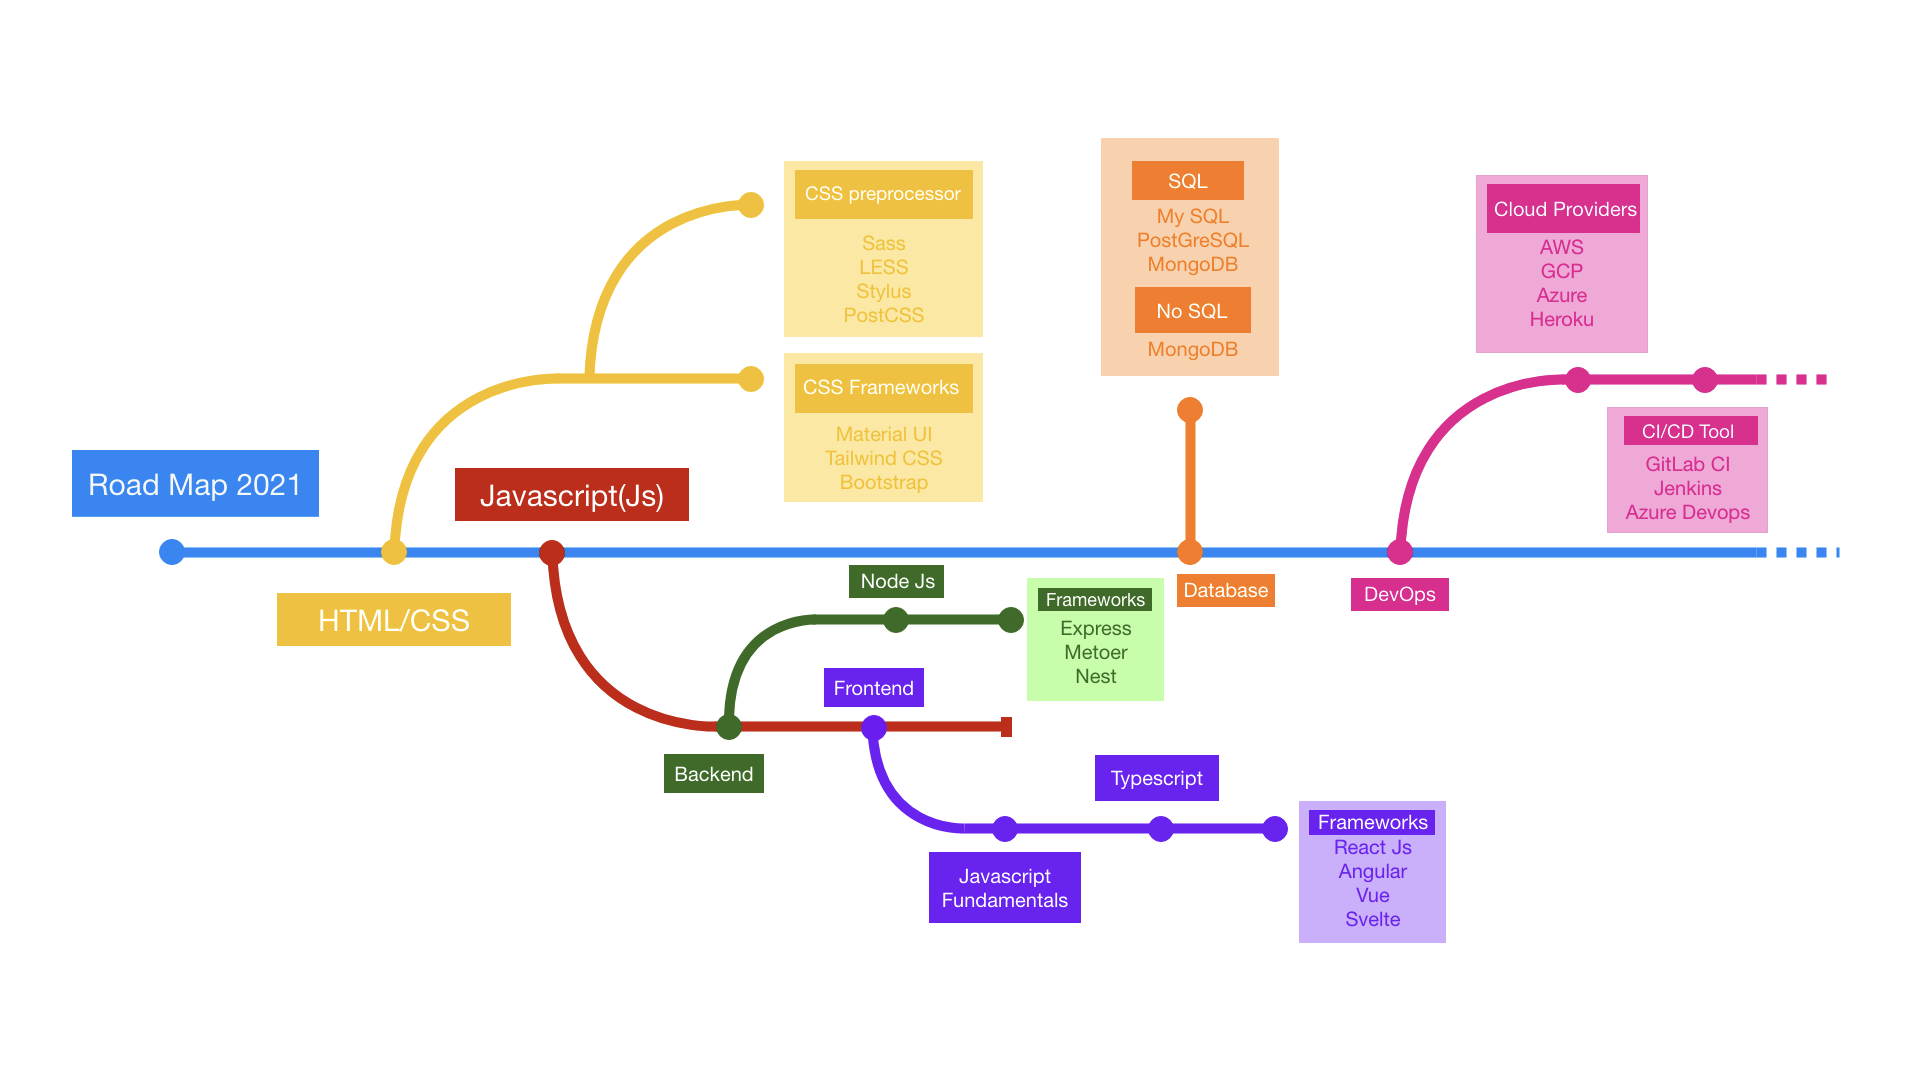 Road Map 2021
HTML/CSS
CSS preprocessor
Sass
LESS
Stylus
PostCSS
CSS Frameworks
Material UI
Tailwind CSS
Bootstrap
Javascript(Js)
Backend
Node Js
Frameworks
Express
Metoer
Nest
Frontend
Javascript
Fundamentals
Typescript
Frameworks
React Js
Angular
Vue
Svelte
Database
SQL
My SQL
PostGreSQL
MongoDB
No SQL
MongoDB
DevOps
Cloud Providers
AWS
GCP
Azure
Heroku
CI/CD Tool
GitLab CI
Jenkins
Azure Devops